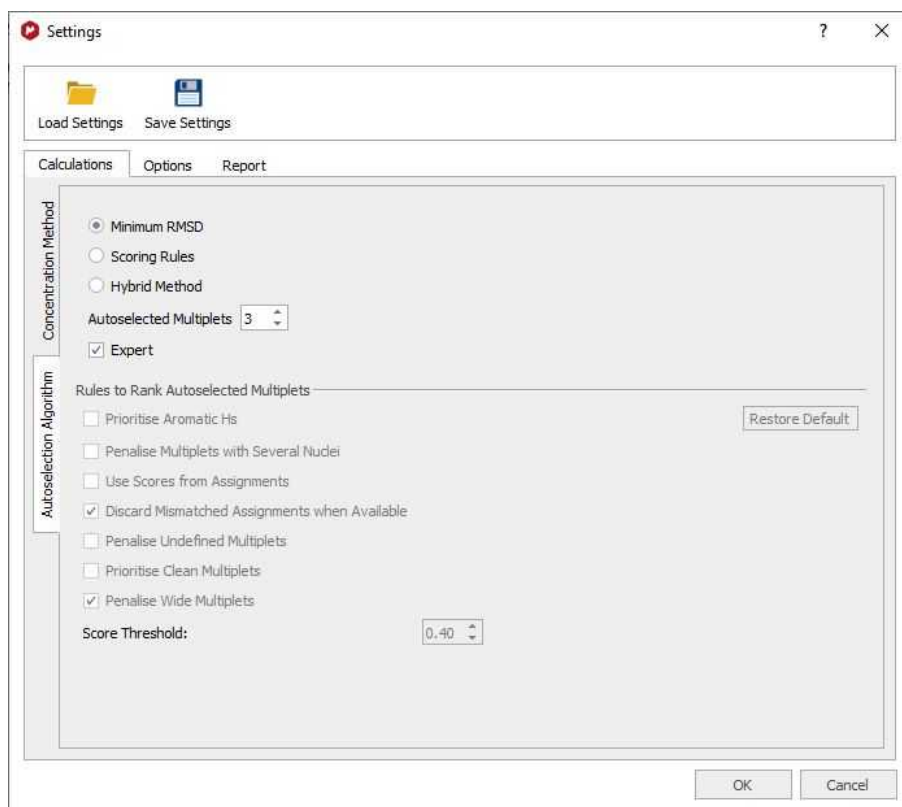 Settings
?
Load Settings Save Settings
Calculations Options Report
Concentration Method
Autoselection Algorithm
Minimum RMSD
Scoring Rules
Hybrid Method
Autoselected Multiplets 3
Expert
Rules to Rank Autoselected Multiplets
Prioritise Aromatic Hs
Restore Default
Penalise Multiplets with Several Nuclei
Use Scores from Assignments
Discard Mismatched Assignments when Available
Penalise Undefined Multiplets
Prioritise Clean Multiplets
Penalise Wide Multiplets
Score Threshold: 0.40
OK Cancel